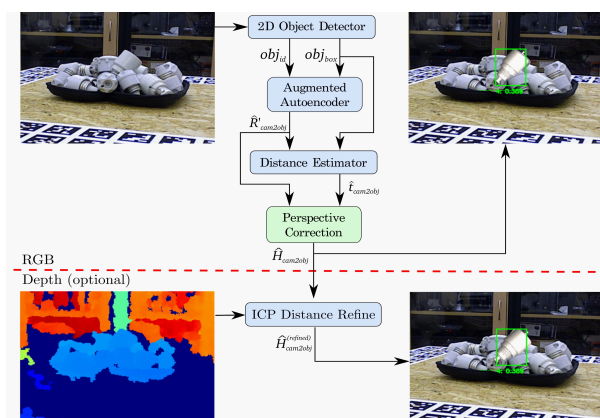 2D Object Detector
obj_id
obj_box
Augmented
Autoencoder
R̂'_cam2obj
Distance Estimator
t̂_cam2obj
Perspective
Correction
Ĥ_cam2obj
RGB
Depth (optional)
ICP Distance Refine
Ĥ_cam2obj^(refined)